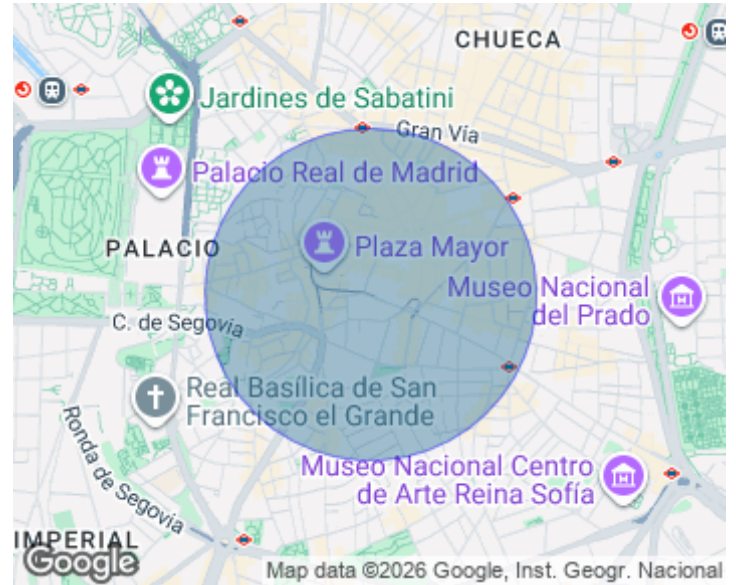 CHUECA
Jardines de Sabatini
Gran Vía
Palacio Real de Madrid
PALACIO
Plaza Mayor
Museo Nacional
del Prado
C. de Segovia
Real Basílica de San
Francisco el Grande
Ronda de Segovia
Museo Nacional Centro
de Arte Reina Sofía
IMPERIAL
Google
Map data ©2026 Google, Inst. Geogr. Nacional